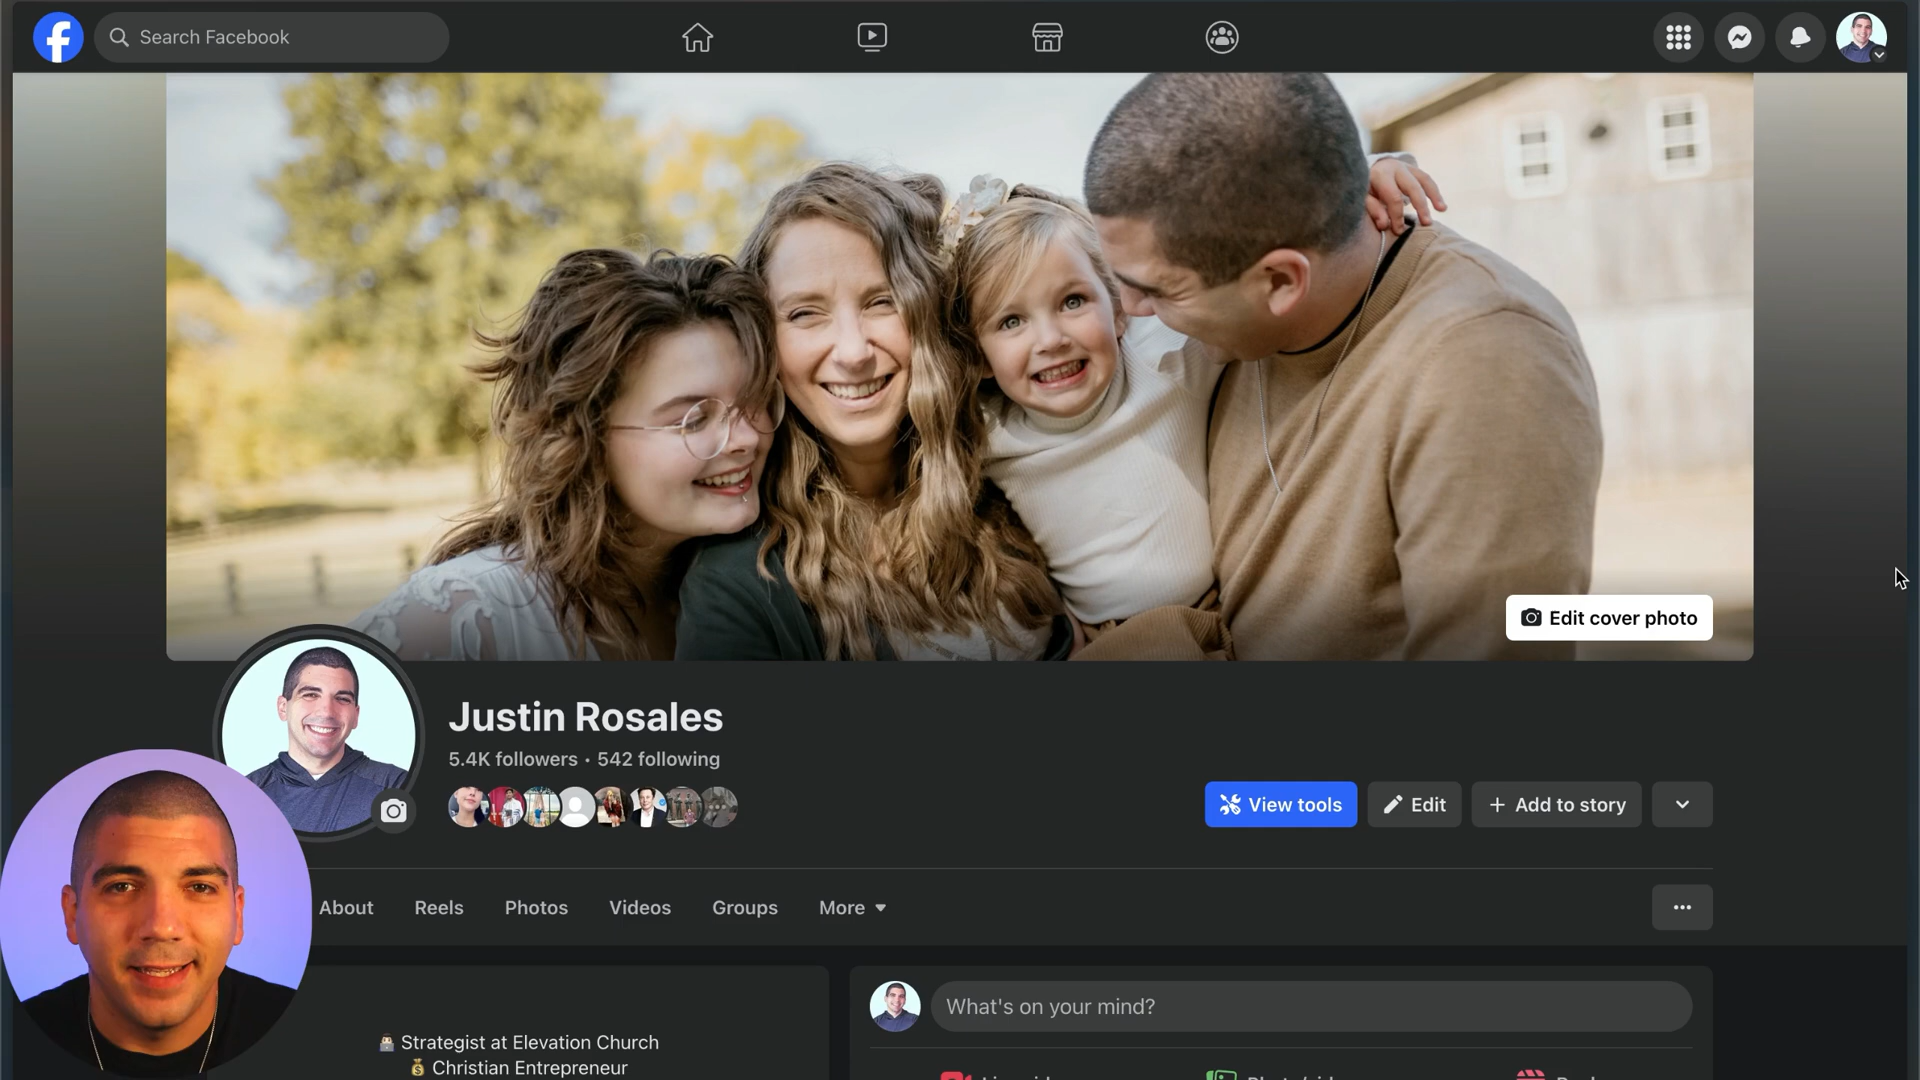 Search Facebook
Edit cover photo
Justin Rosales
5.4K followers · 542 following
View tools
Edit
+ Add to story
About
Reels
Photos
Videos
Groups
More
What's on your mind?
Strategist at Elevation Church
Christian Entrepreneur